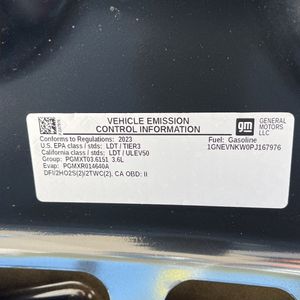 VEHICLE EMISSION
CONTROL INFORMATION
gm
GENERAL
MOTORS
LLC
Conforms to Regulations: 2023
Fuel: Gasoline
U.S. EPA class / stds: LDT / TIER3
1GNEVNKW0PJ167976
California class / stds: LDT / ULEV50
Group: PGMXT03.6151 3.6L
Evap: PGMXR014640A
DFI/2HO2S(2)/2TWC(2), CA OBD: II